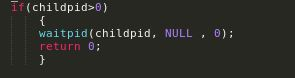 if(childpid>0)
{
waitpid(childpid, NULL , 0);
return 0;
}